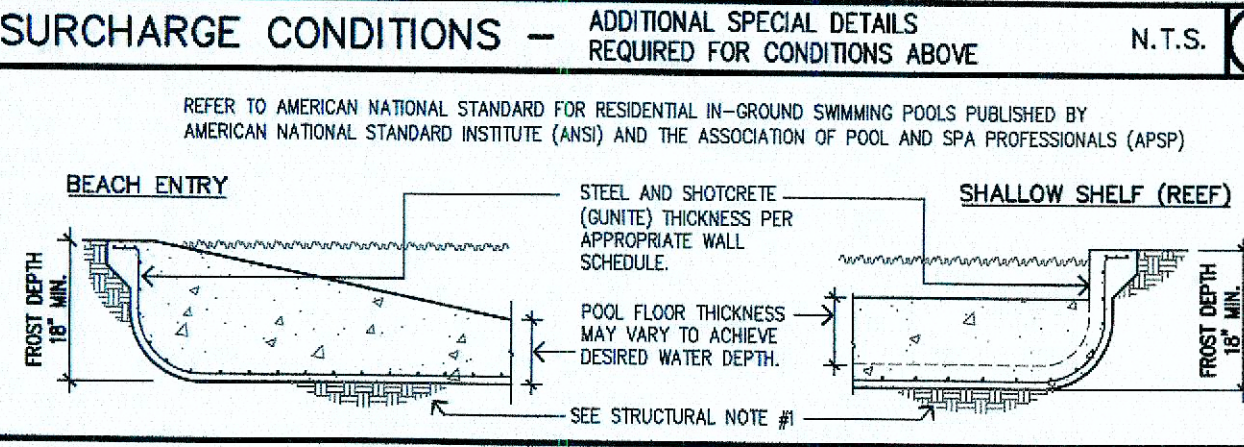 SURCHARGE CONDITIONS –
ADDITIONAL SPECIAL DETAILS
REQUIRED FOR CONDITIONS ABOVE
N.T.S.
REFER TO AMERICAN NATIONAL STANDARD FOR RESIDENTIAL IN-GROUND SWIMMING POOLS PUBLISHED BY
AMERICAN NATIONAL STANDARD INSTITUTE (ANSI) AND THE ASSOCIATION OF POOL AND SPA PROFESSIONALS (APSP)
BEACH ENTRY
STEEL AND SHOTCRETE
(GUNITE) THICKNESS PER
APPROPRIATE WALL
SCHEDULE.
SHALLOW SHELF (REEF)
FROST DEPTH
18" MIN.
POOL FLOOR THICKNESS
MAY VARY TO ACHIEVE
DESIRED WATER DEPTH.
FROST DEPTH
18" MIN.
SEE STRUCTURAL NOTE #1